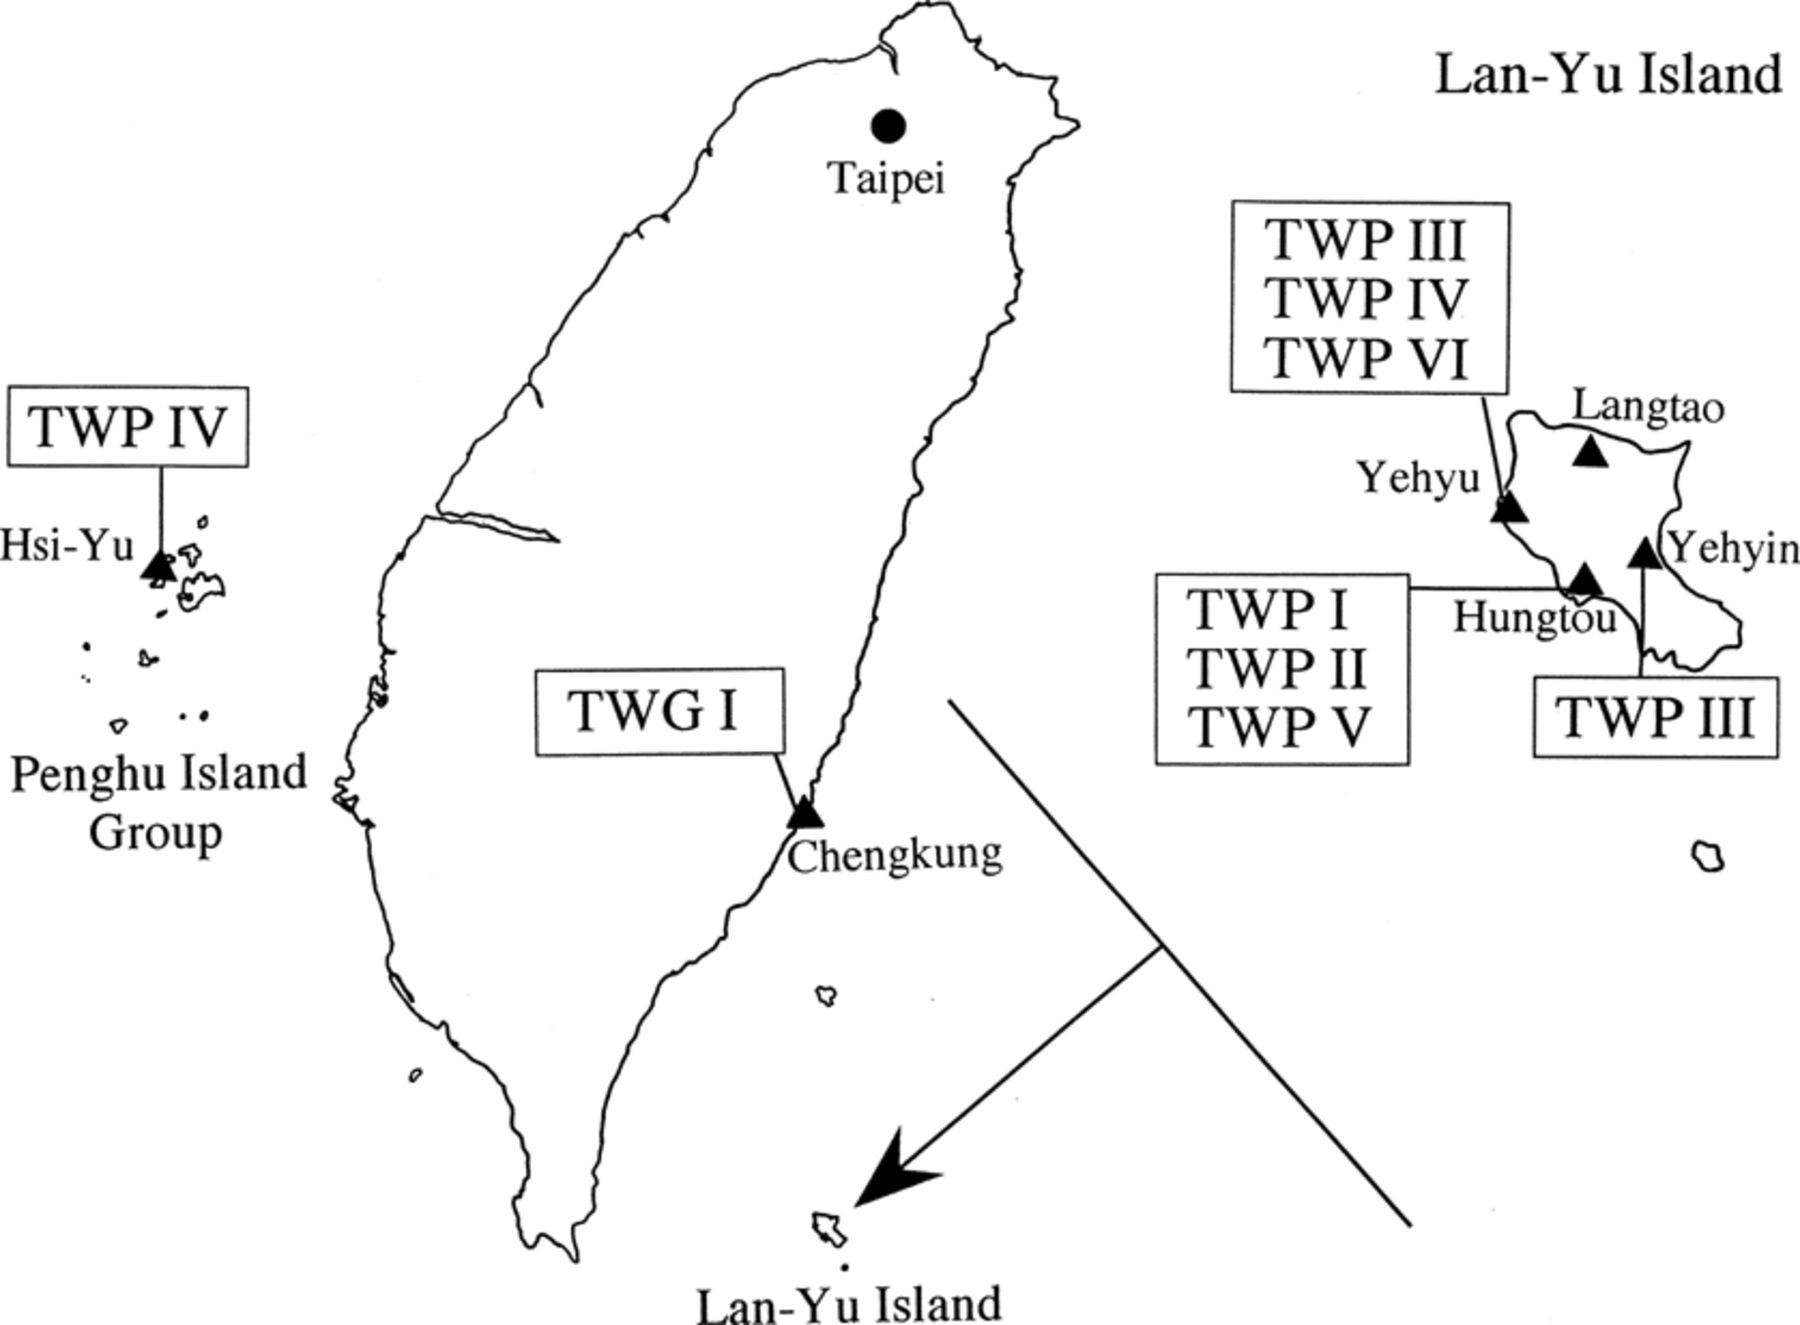 Lan-Yu Island
Taipei
TWP III
TWP IV
TWP VI
TWP IV
Langtao
Yehyu
Hsi-Yu
Yehyin
TWP I
TWP II
TWP V
Hungtou
TWG I
TWP III
Penghu Island
Group
Chengkung
Lan-Yu Island